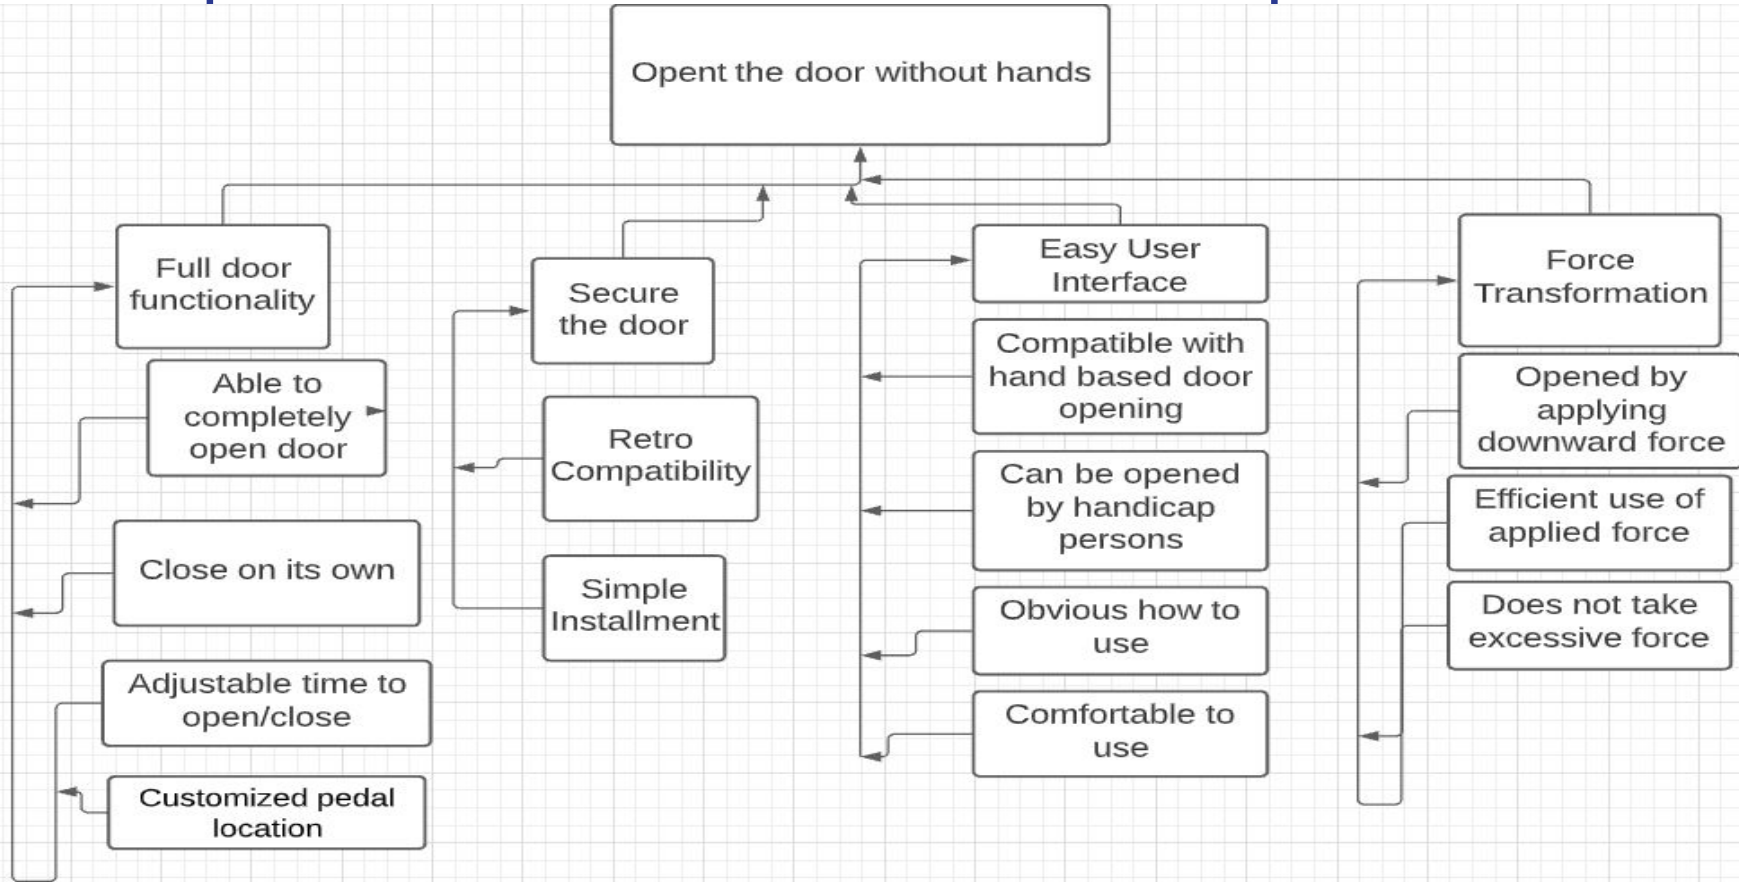 Opent the door without hands
Full door
functionality
Able to
completely
open door
Close on its own
Adjustable time to
open/close
Customized pedal
location
Secure
the door
Retro
Compatibility
Simple
Installment
Easy User
Interface
Compatible with
hand based door
opening
Can be opened
by handicap
persons
Obvious how to
use
Comfortable to
use
Force
Transformation
Opened by
applying
downward force
Efficient use of
applied force
Does not take
excessive force